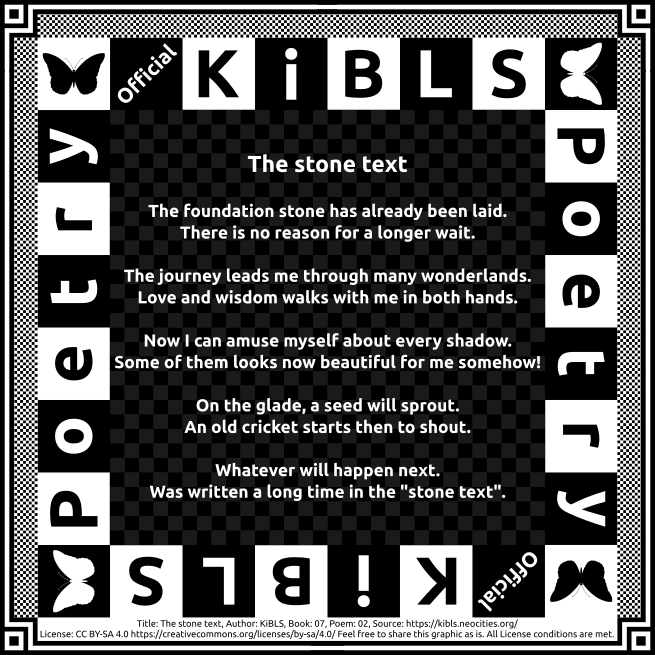 Official KiBLS
Poetry
Poetry
The stone text
The foundation stone has already been laid.
There is no reason for a longer wait.
The journey leads me through many wonderlands.
Love and wisdom walks with me in both hands.
Now I can amuse myself about every shadow.
Some of them looks now beautiful for me somehow!
On the glade, a seed will sprout.
An old cricket starts then to shout.
Whatever will happen next.
Was written a long time in the "stone text".
Official KiBLS
Title: The stone text, Author: KiBLS, Book: 07, Poem: 02, Source: https://kibls.neocities.org/
License: CC BY-SA 4.0 https://creativecommons.org/licenses/by-sa/4.0/ Feel free to share this graphic as is. All License conditions are met.